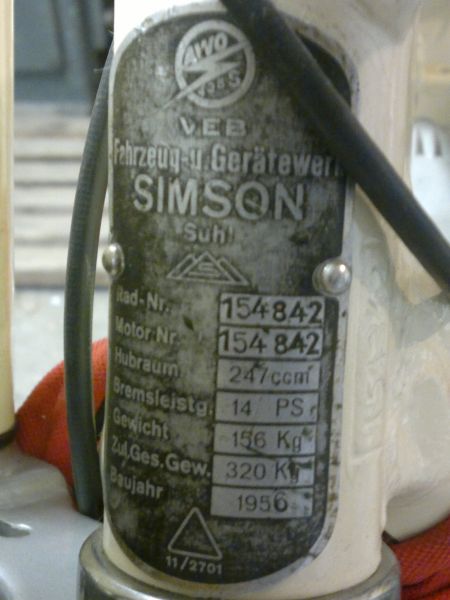 AWO
VEB
Fahrzeug- u. Gerätewerk
SIMSON
Suhl
Rad-Nr. 154842
Motor Nr. 154842
Hubraum 247ccm
Bremsleistg. 14 PS
Gewicht 156 Kg
Zul. Ges. Gew. 320 Kg
Baujahr 1956
11/2701